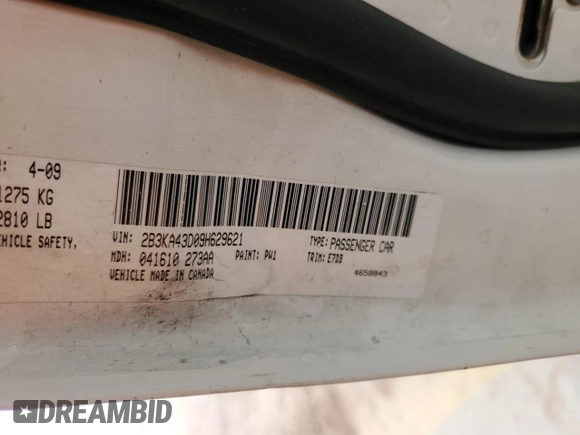 R: 4-09
1275 KG
2810 LB
EHICLE SAFETY,
VIN: 2B3KA43D09H629621
TYPE: PASSENGER CAR
MDH: 041610 273AA
PAINT: PW1
TRIM: E7DB
VEHICLE MADE IN CANADA
4658843
DREAMBID